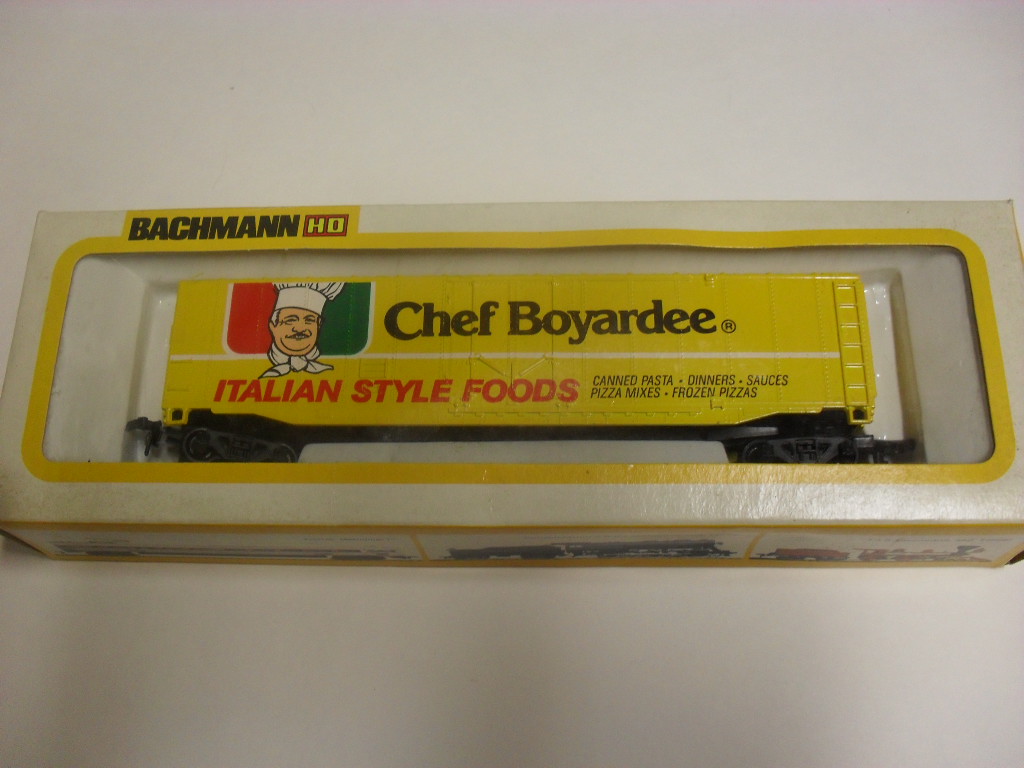 BACHMANN HO
Chef Boyardee®
ITALIAN STYLE FOODS
CANNED PASTA • DINNERS • SAUCES
PIZZA MIXES • FROZEN PIZZAS